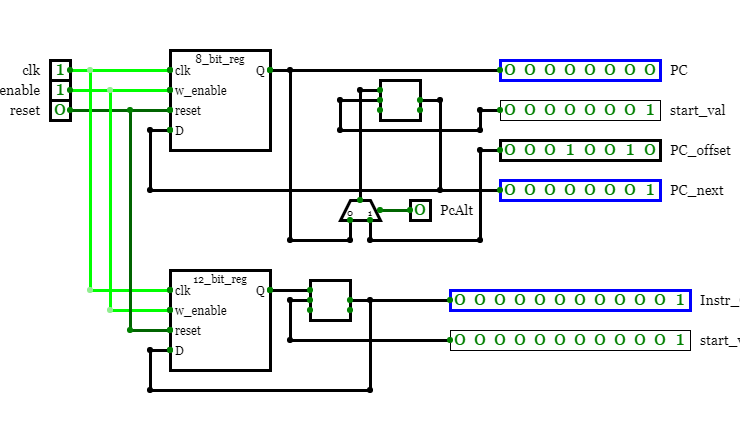 clk 1
enable 1
reset 0
8_bit_reg
clk
w_enable
reset
D
Q
0 0 0 0 0 0 0 0 PC
0 0 0 0 0 0 0 1 start_val
0 0 0 1 0 0 1 0 PC_offset
0 0 0 0 0 0 0 1 PC_next
0 1
0 PcAlt
12_bit_reg
clk
w_enable
reset
D
Q
0 0 0 0 0 0 0 0 0 0 0 1 Instr_
0 0 0 0 0 0 0 0 0 0 0 1 start_v